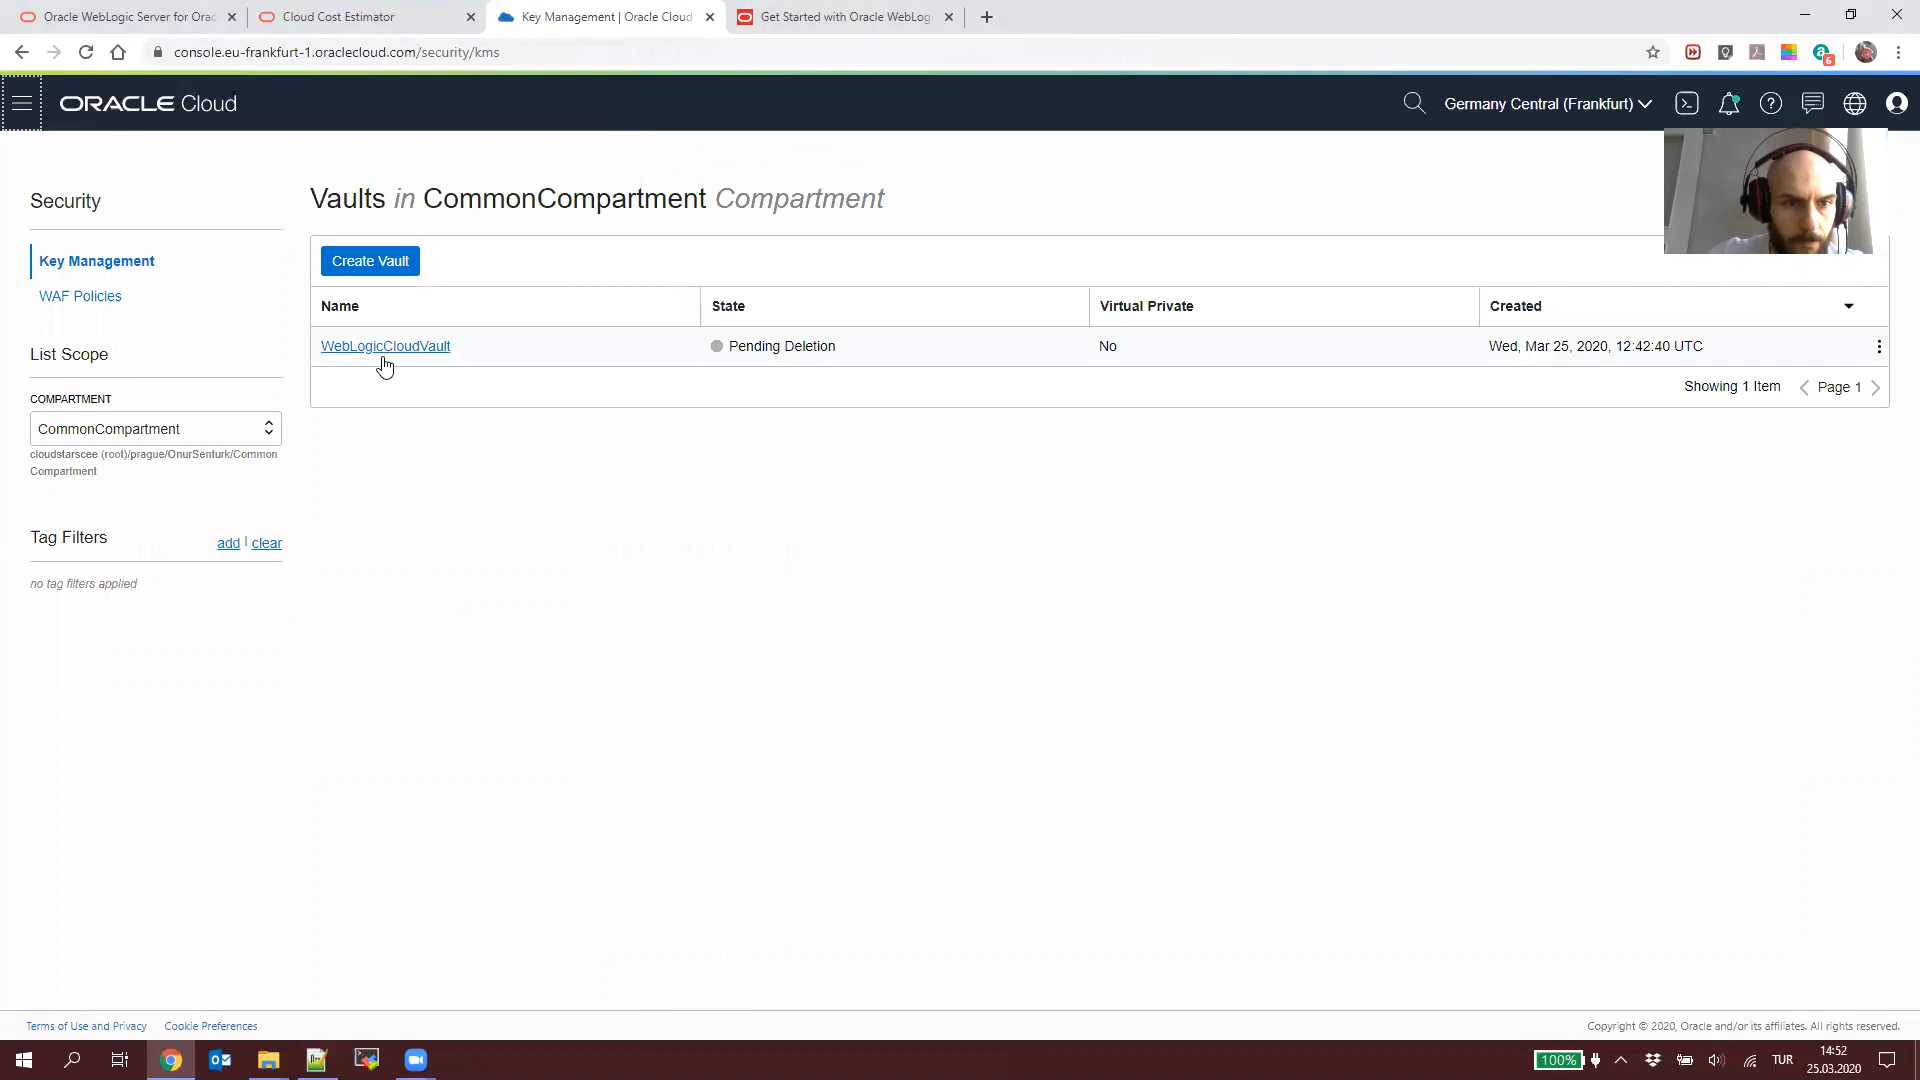 Oracle WebLogic Server for Orac
Cloud Cost Estimator
Key Management | Oracle Cloud
Get Started with Oracle WebLog
console.eu-frankfurt-1.oraclecloud.com/security/kms
6
ORACLE Cloud
Germany Central (Frankfurt)
Security
Key Management
WAF Policies
List Scope
COMPARTMENT
CommonCompartment
cloudstarscee (root)/prague/OnurSenturk/Common
Compartment
Tag Filters
add | clear
no tag filters applied
Vaults in CommonCompartment Compartment
Create Vault
Name State Virtual Private Created
WebLogicCloudVault Pending Deletion No Wed, Mar 25, 2020, 12:42:40 UTC
Showing 1 Item Page 1
Terms of Use and Privacy Cookie Preferences
Copyright © 2020, Oracle and/or its affiliates. All rights reserved.
100%
TUR
14:52
25.03.2020